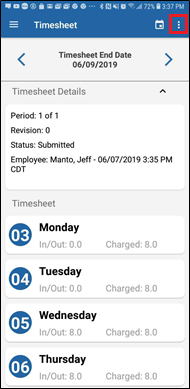 72% 3:37 PM
Timesheet
Timesheet End Date
06/09/2019
Timesheet Details
Period: 1 of 1
Revision: 0
Status: Submitted
Employee: Manto, Jeff - 06/07/2019 3:35 PM
CDT
Timesheet
03 Monday
In/Out: 0.0 Charged: 8.0
04 Tuesday
In/Out: 0.0 Charged: 8.0
05 Wednesday
In/Out: 8.0 Charged: 8.0
06 Thursday
In/Out: 8.0 Charged: 8.0